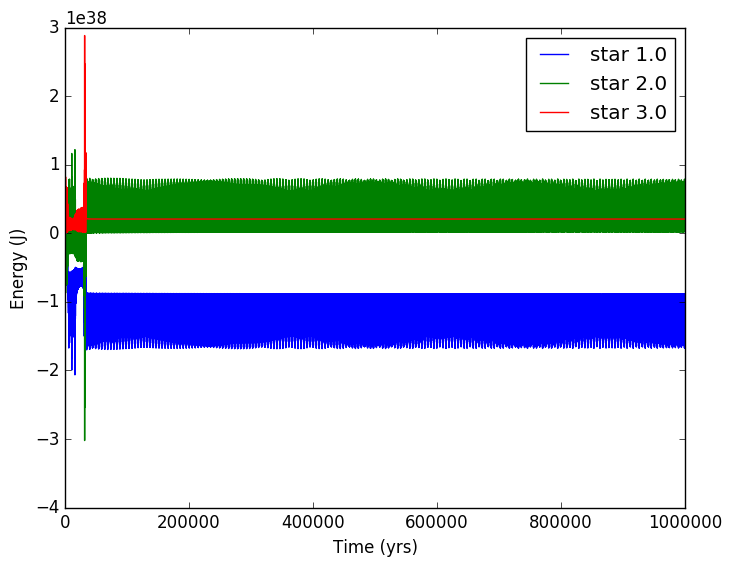 1e38
3
2
1
0
−1
−2
−3
−4
Energy (J)
star 1.0
star 2.0
star 3.0
0
200000
400000
600000
800000
1000000
Time (yrs)